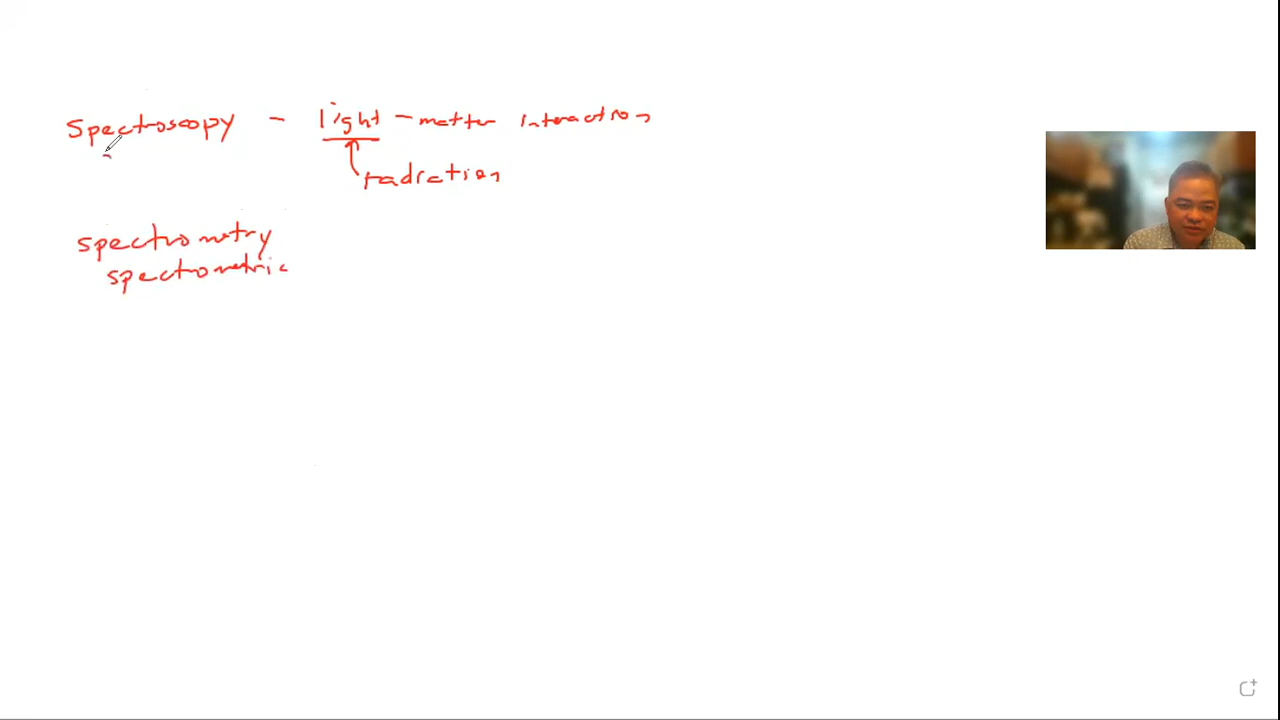 Spectroscopy - light - matter interaction
radiation
spectrometry
spectrometric